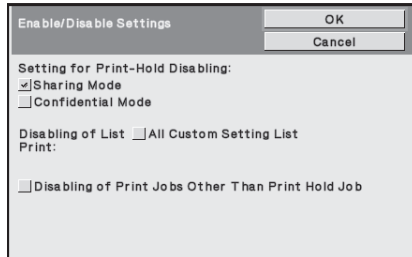 Enable/Disable Settings
OK
Cancel
Setting for Print-Hold Disabling:
Sharing Mode
Confidential Mode
Disabling of List All Custom Setting List
Print:
Disabling of Print Jobs Other Than Print Hold Job